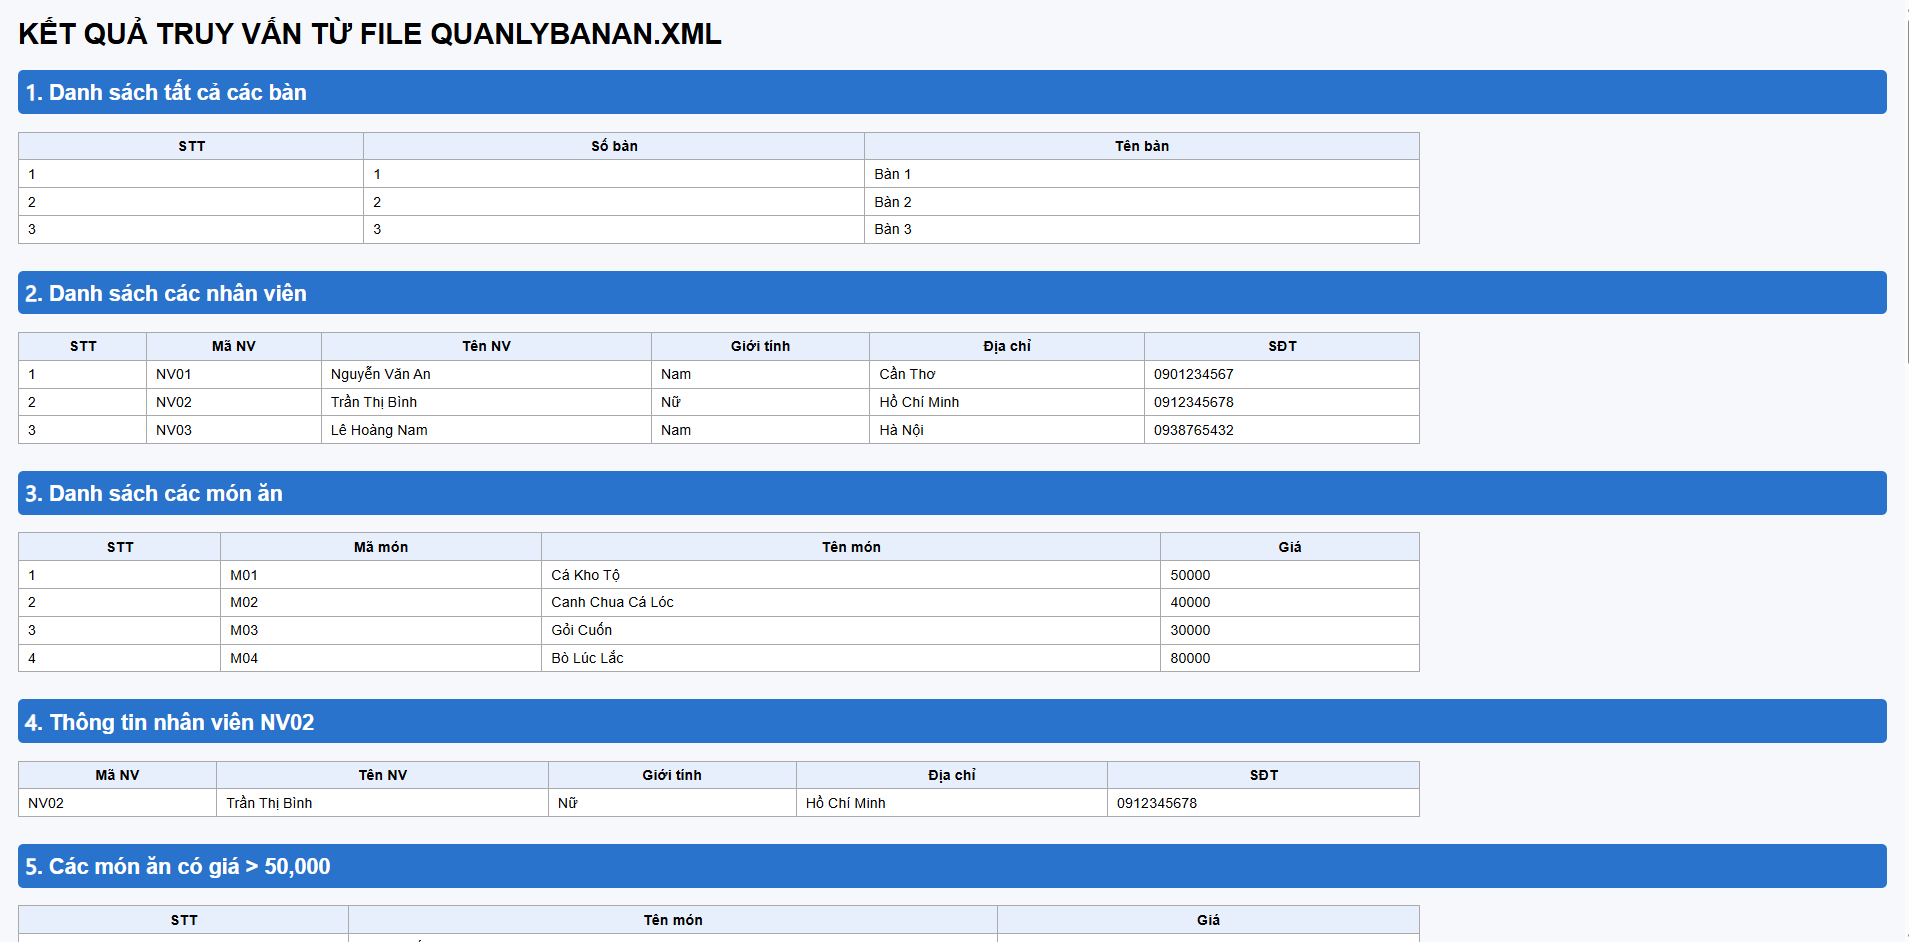 KẾT QUẢ TRUY VẤN TỪ FILE QUANLYBANAN.XML
1. Danh sách tất cả các bàn
STT Số bàn Tên bàn
1 1 Bàn 1
2 2 Bàn 2
3 3 Bàn 3
2. Danh sách các nhân viên
STT Mã NV Tên NV Giới tính Địa chỉ SĐT
1 NV01 Nguyễn Văn An Nam Cần Thơ 0901234567
2 NV02 Trần Thị Bình Nữ Hồ Chí Minh 0912345678
3 NV03 Lê Hoàng Nam Nam Hà Nội 0938765432
3. Danh sách các món ăn
STT Mã món Tên món Giá
1 M01 Cá Kho Tộ 50000
2 M02 Canh Chua Cá Lóc 40000
3 M03 Gỏi Cuốn 30000
4 M04 Bò Lúc Lắc 80000
4. Thông tin nhân viên NV02
Mã NV Tên NV Giới tính Địa chỉ SĐT
NV02 Trần Thị Bình Nữ Hồ Chí Minh 0912345678
5. Các món ăn có giá > 50,000
STT Tên món Giá